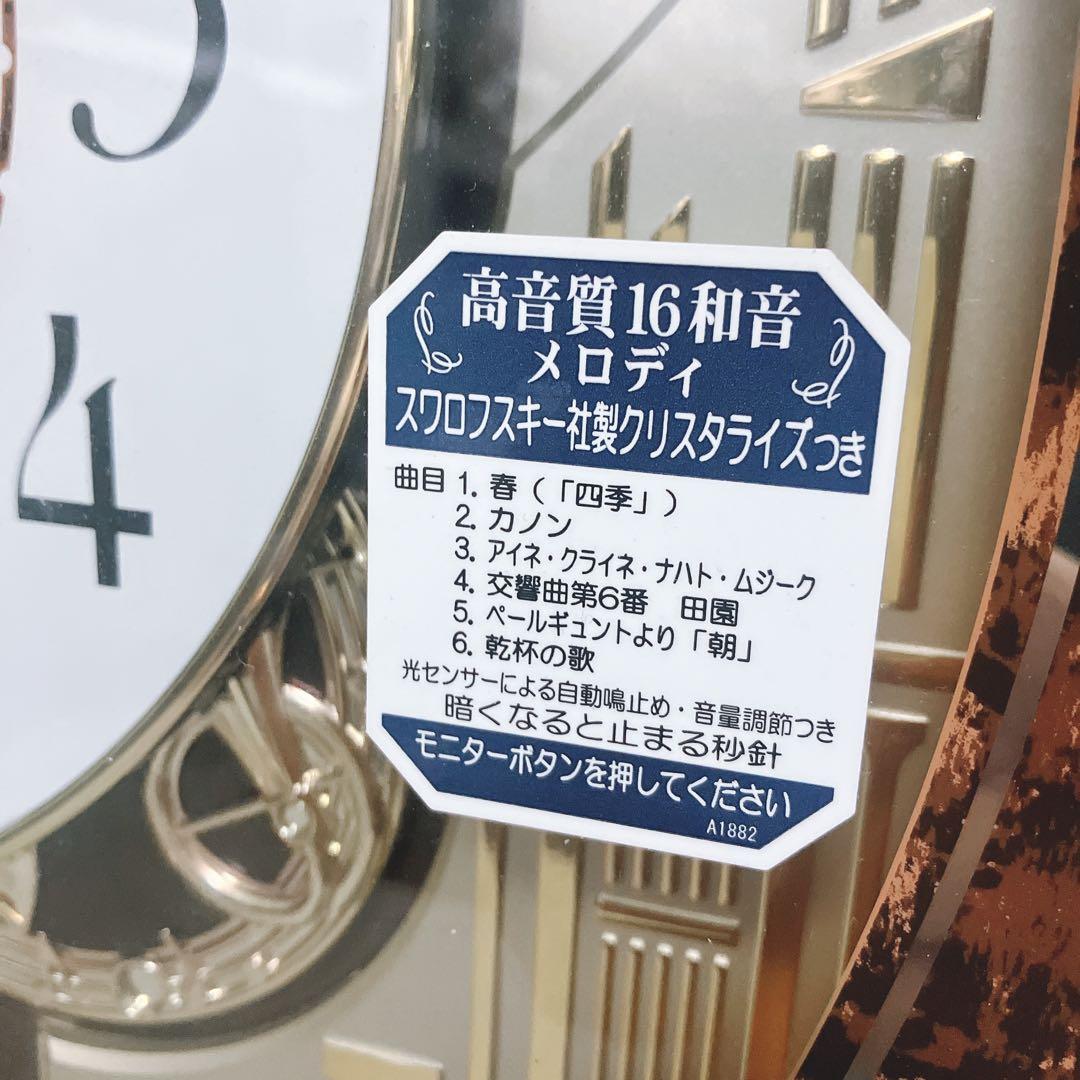 3
4
高音質16和音
メロディ
スワロフスキー社製クリスタライズつき
曲目 1. 春(「四季」)
2. カノン
3. アイネ・クライネ・ナハト・ムジーク
4. 交響曲第6番 田園
5. ペールギュントより「朝」
6. 乾杯の歌
光センサーによる自動鳴止め・音量調節つき
暗くなると止まる秒針
モニターボタンを押してください
A1882